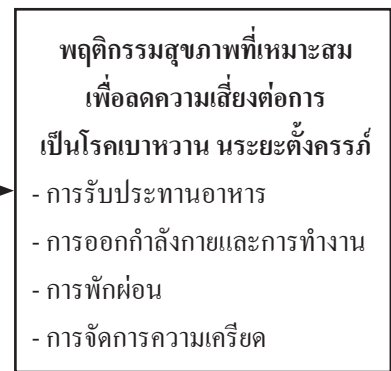 พฤติกรรมสุขภาพที่เหมาะสม
เพื่อลดความเสี่ยงต่อการ
เป็นโรคเบาหวาน นระยะตั้งครรภ์
- การรับประทานอาหาร
- การออกกำลังกายและการทำงาน
- การพักผ่อน
- การจัดการความเครียด